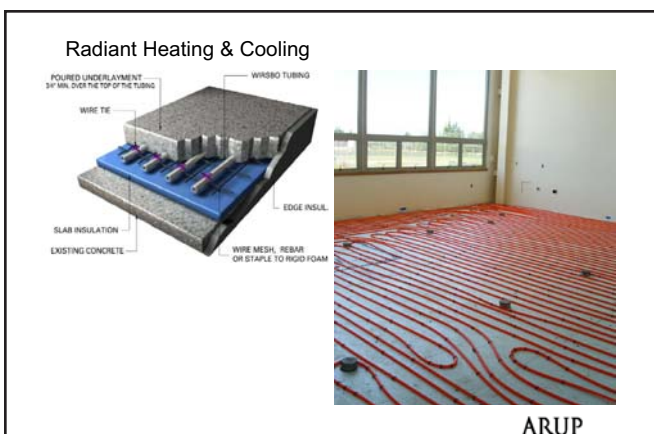 Radiant Heating & Cooling
POURED UNDERLAYMENT
3/4" MIN. OVER THE TOP OF THE TUBING
WIRSBO TUBING
WIRE TIE
EDGE INSUL.
SLAB INSULATION
EXISTING CONCRETE
WIRE MESH, REBAR
OR STAPLE TO RIGID FOAM
ARUP